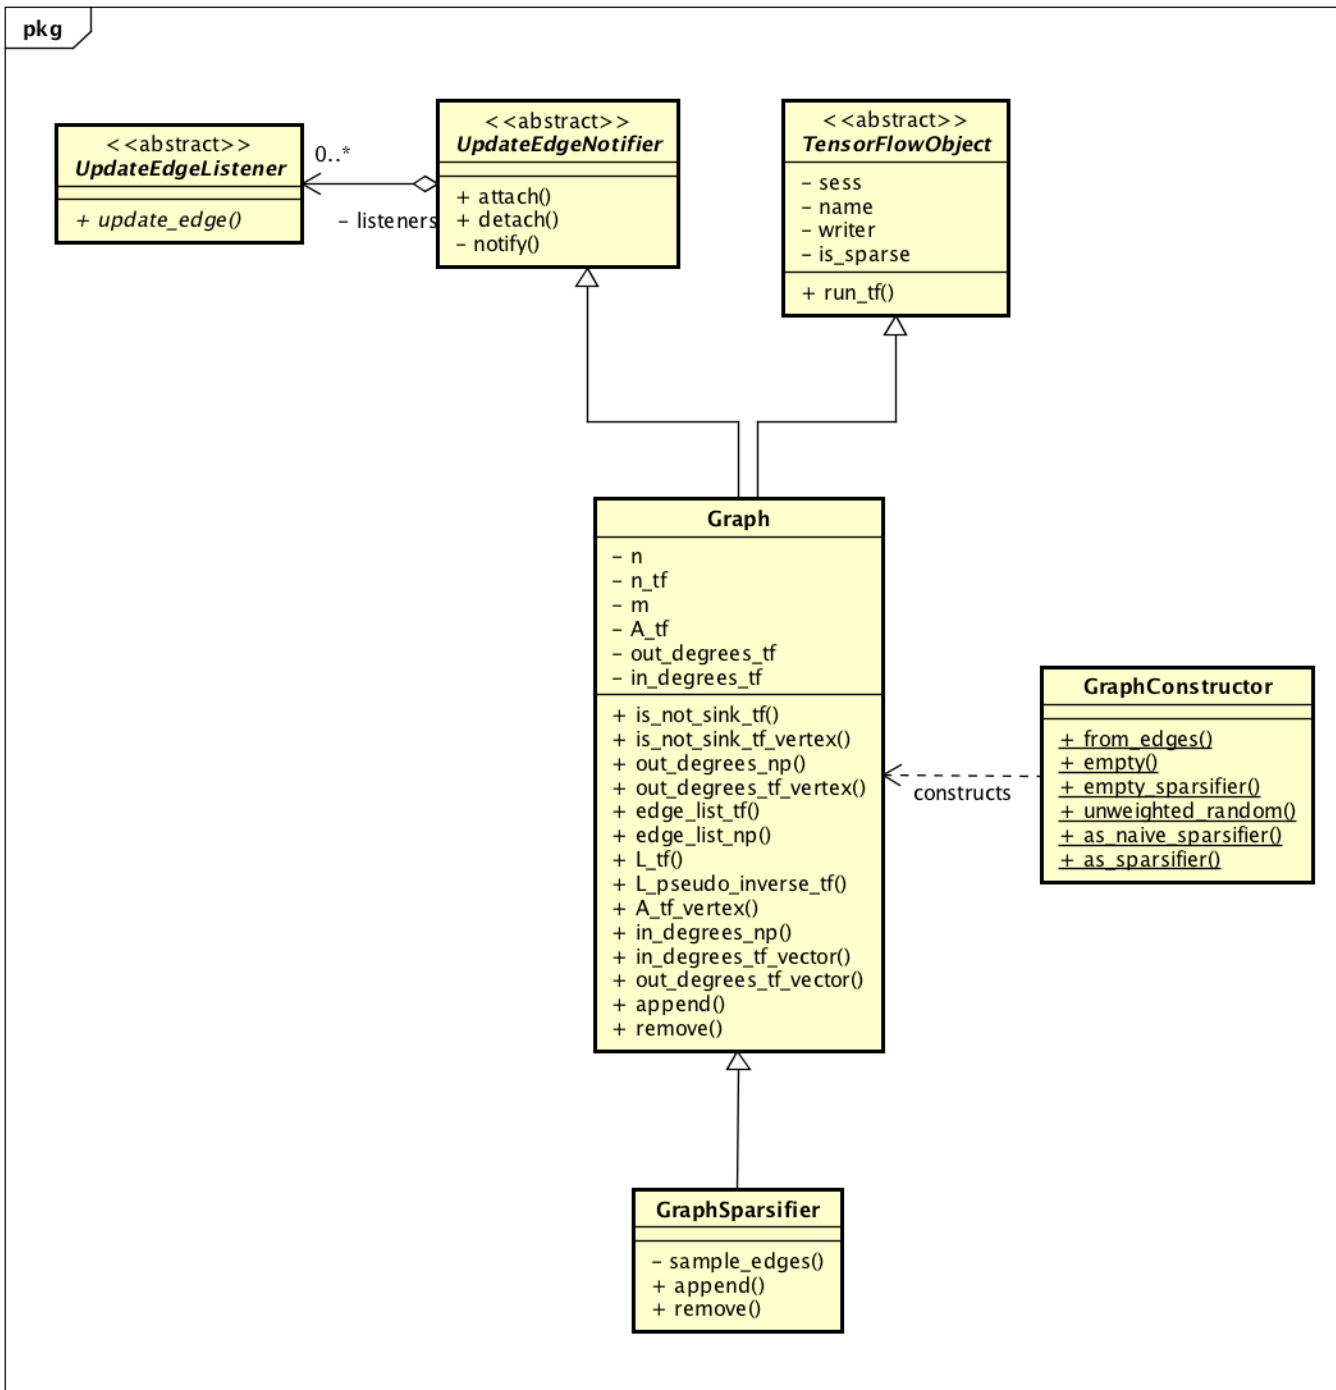 pkg
<<abstract>>
UpdateEdgeListener
+ update_edge()
0..*
– listeners
<<abstract>>
UpdateEdgeNotifier
+ attach()
+ detach()
– notify()
<<abstract>>
TensorFlowObject
– sess
– name
– writer
– is_sparse
+ run_tf()
Graph
– n
– n_tf
– m
– A_tf
– out_degrees_tf
– in_degrees_tf
+ is_not_sink_tf()
+ is_not_sink_tf_vertex()
+ out_degrees_np()
+ out_degrees_tf_vertex()
+ edge_list_tf()
+ edge_list_np()
+ L_tf()
+ L_pseudo_inverse_tf()
+ A_tf_vertex()
+ in_degrees_np()
+ in_degrees_tf_vector()
+ out_degrees_tf_vector()
+ append()
+ remove()
constructs
GraphConstructor
+ from_edges()
+ empty()
+ empty_sparsifier()
+ unweighted_random()
+ as_naive_sparsifier()
+ as_sparsifier()
GraphSparsifier
– sample_edges()
+ append()
+ remove()